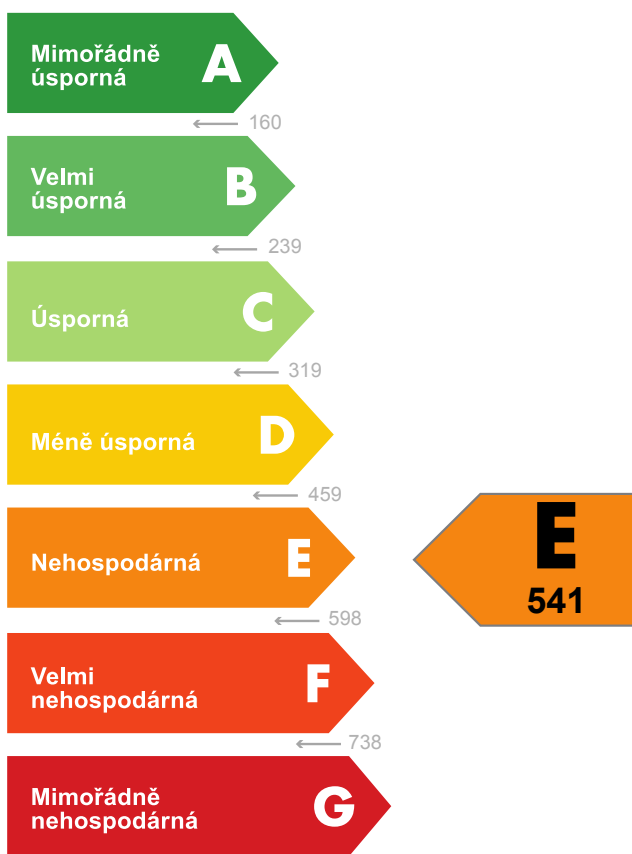 Mimořádně
úsporná
A
160
Velmi
úsporná
B
239
Úsporná
C
319
Méně úsporná
D
459
Nehospodárná
E
E
541
598
Velmi
nehospodárná
F
738
Mimořádně
nehospodárná
G